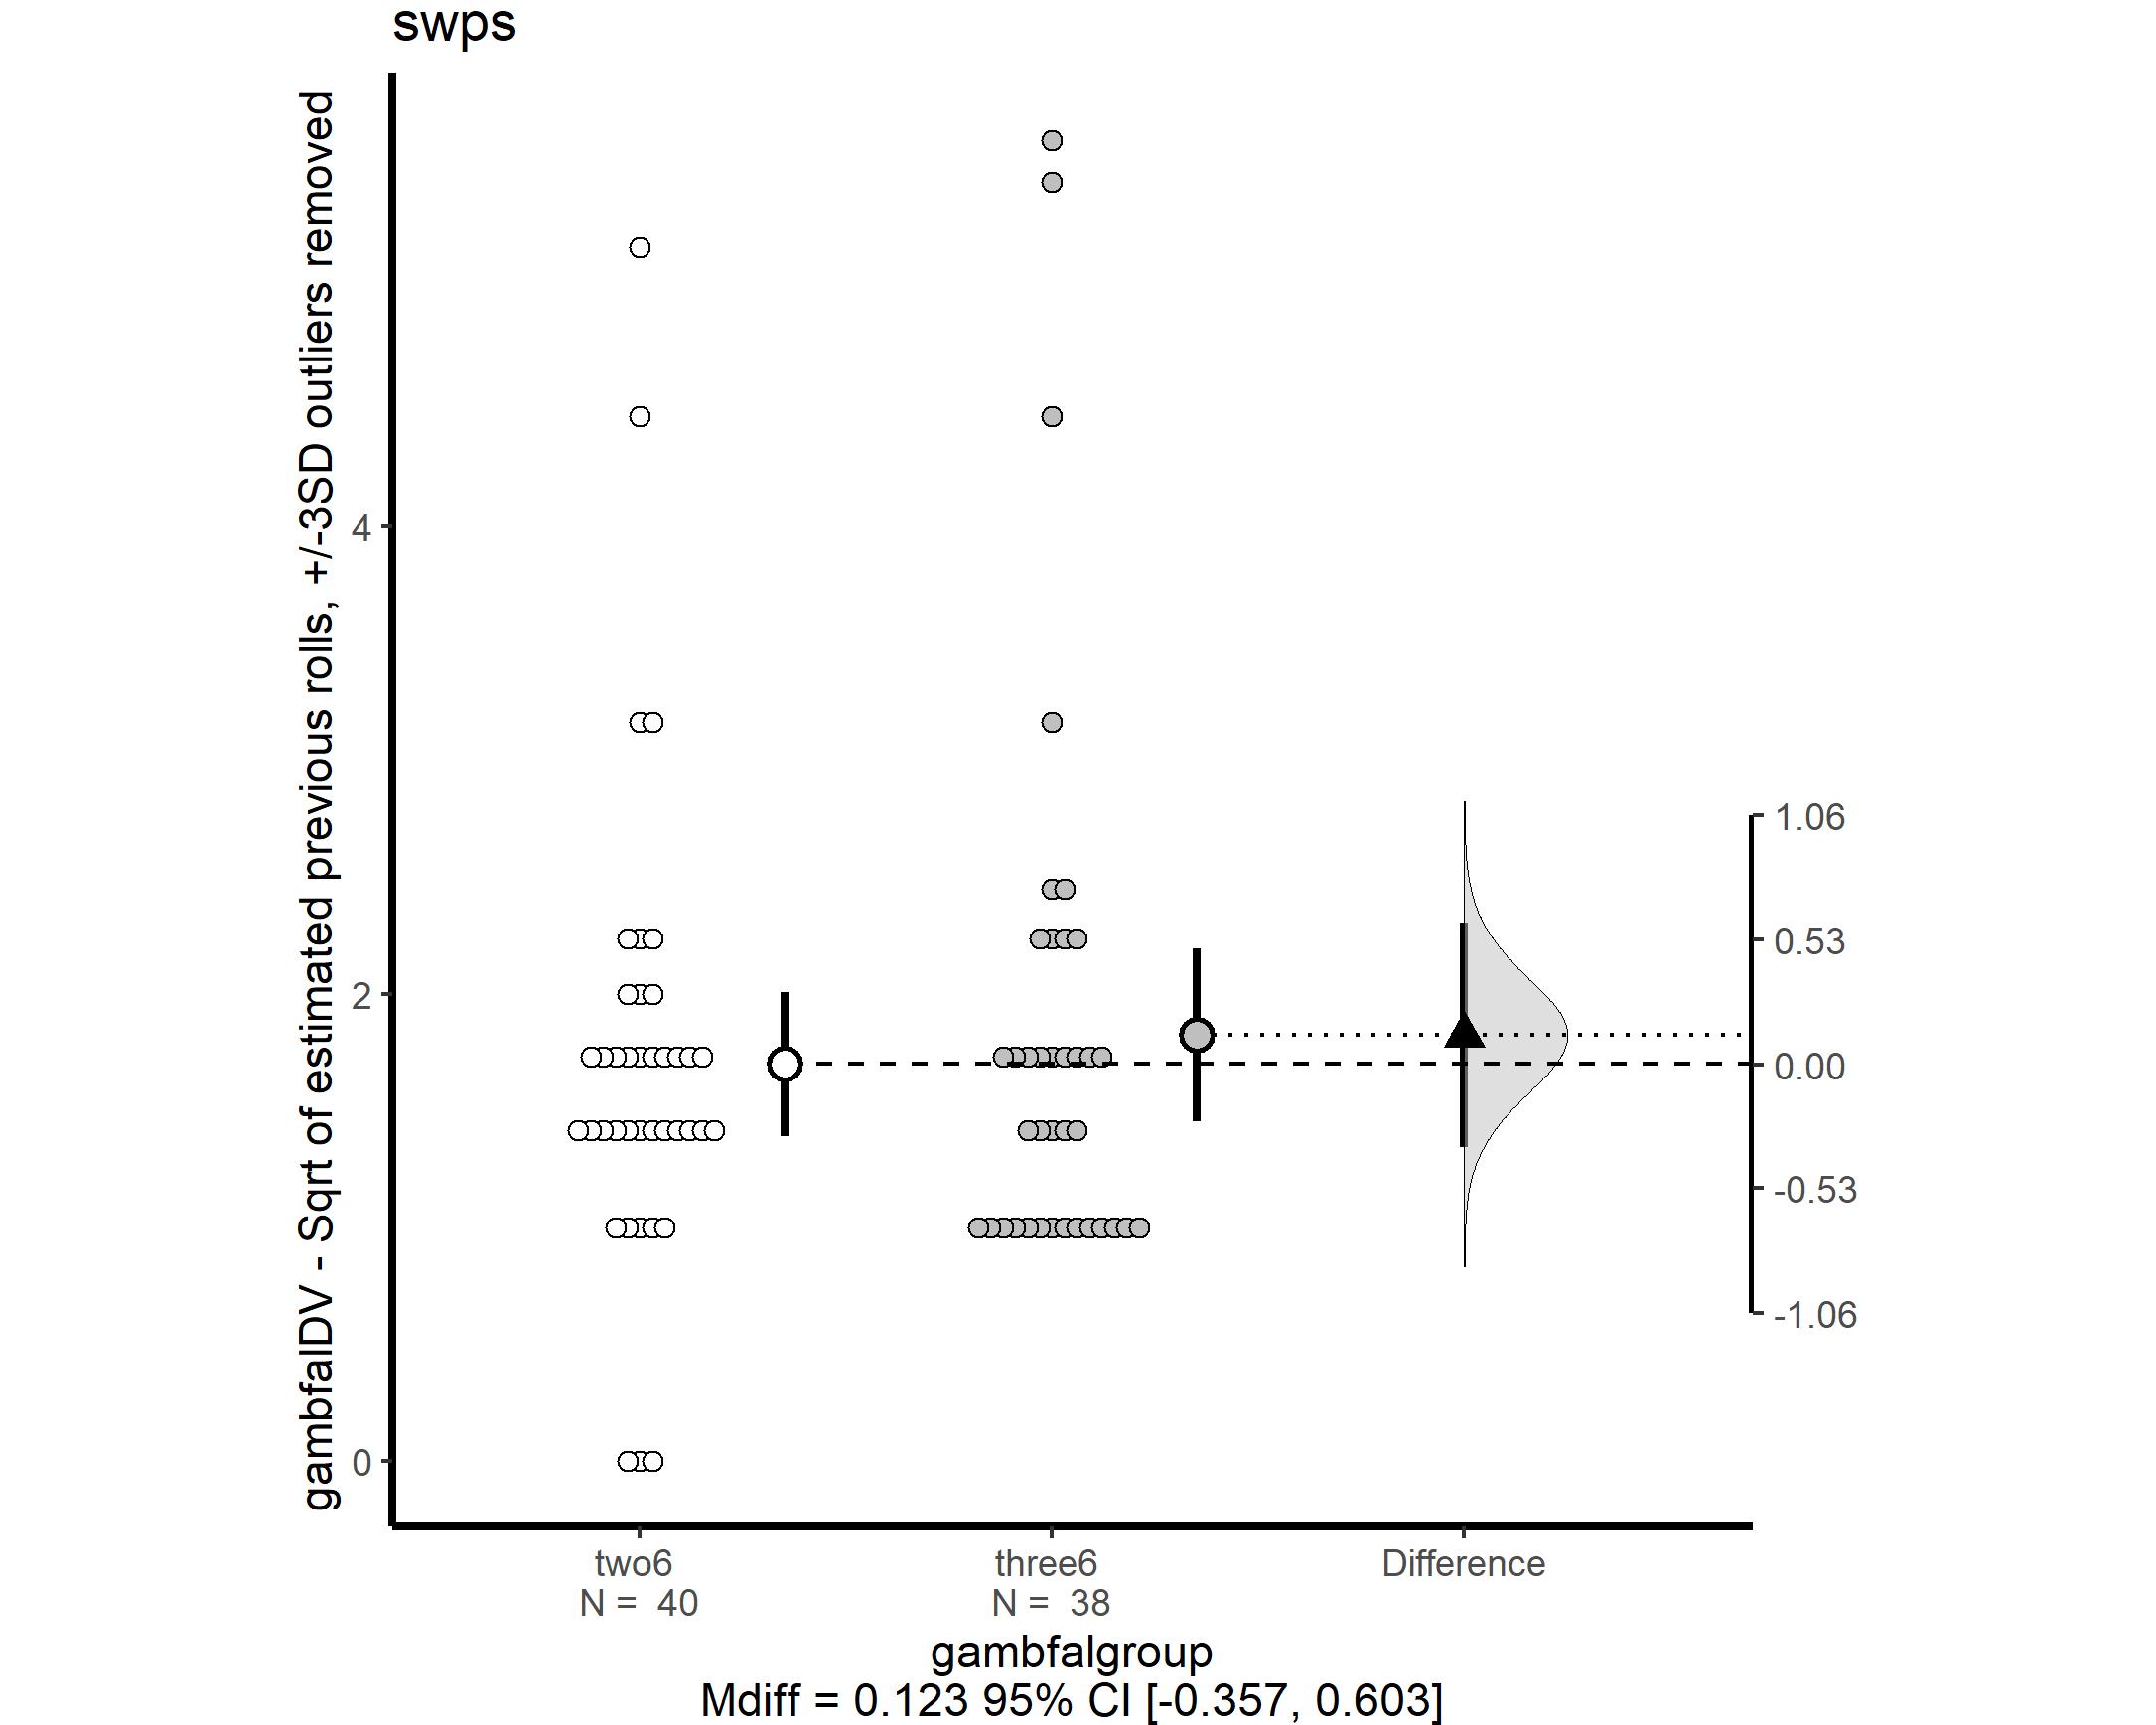 swps
gambfalDV - Sqrt of estimated previous rolls, +/-3SD outliers removed
4
2
0
1.06
0.53
0.00
-0.53
-1.06
two6
N =  40
three6
N =  38
Difference
gambfalgroup
Mdiff = 0.123 95% CI [-0.357, 0.603]